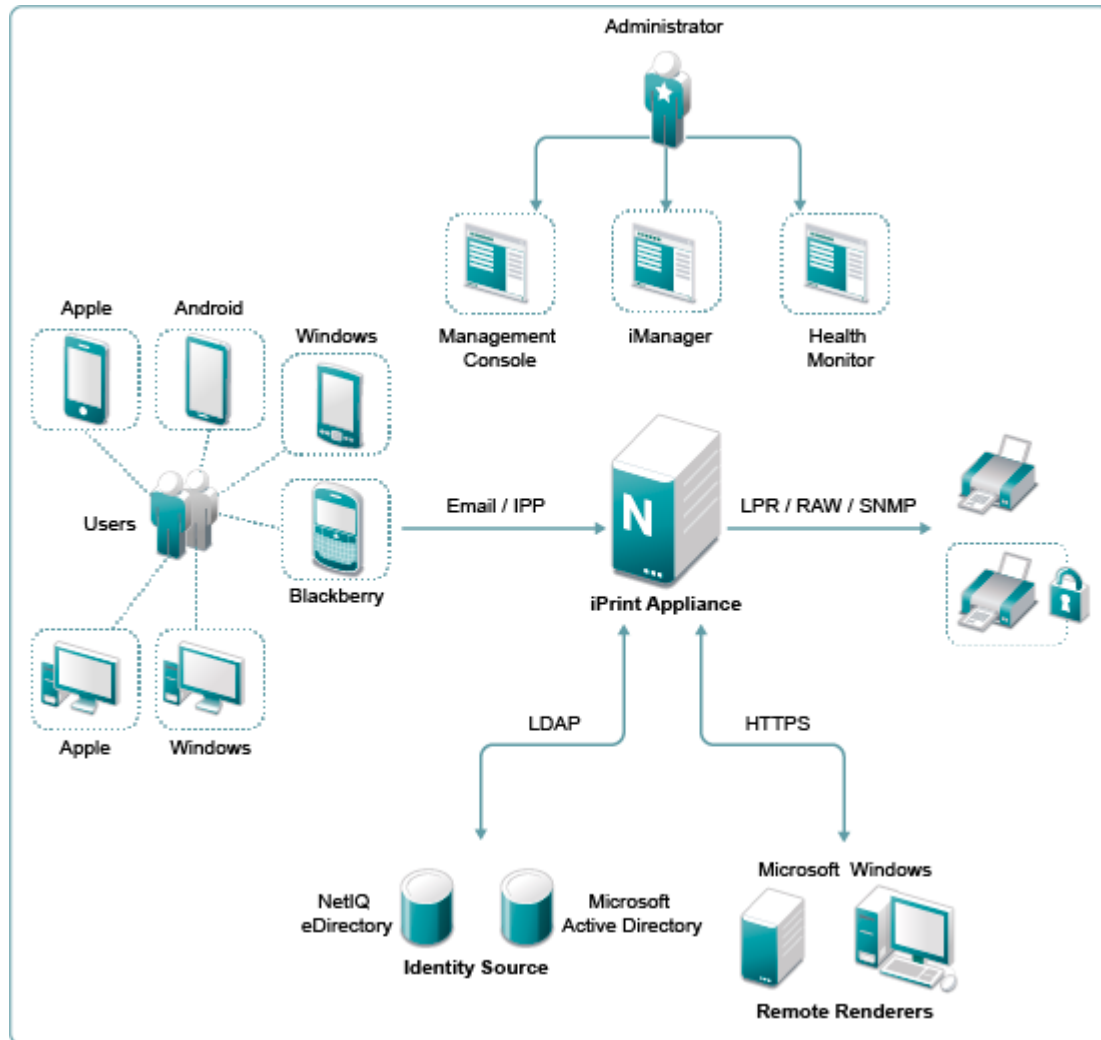 Administrator
Management
Console
iManager
Health
Monitor
Apple
Android
Windows
Users
Blackberry
Apple
Windows
Email / IPP
N
iPrint Appliance
LPR / RAW / SNMP
LDAP
HTTPS
NetIQ
eDirectory
Microsoft
Active Directory
Identity Source
Microsoft Windows
Remote Renderers